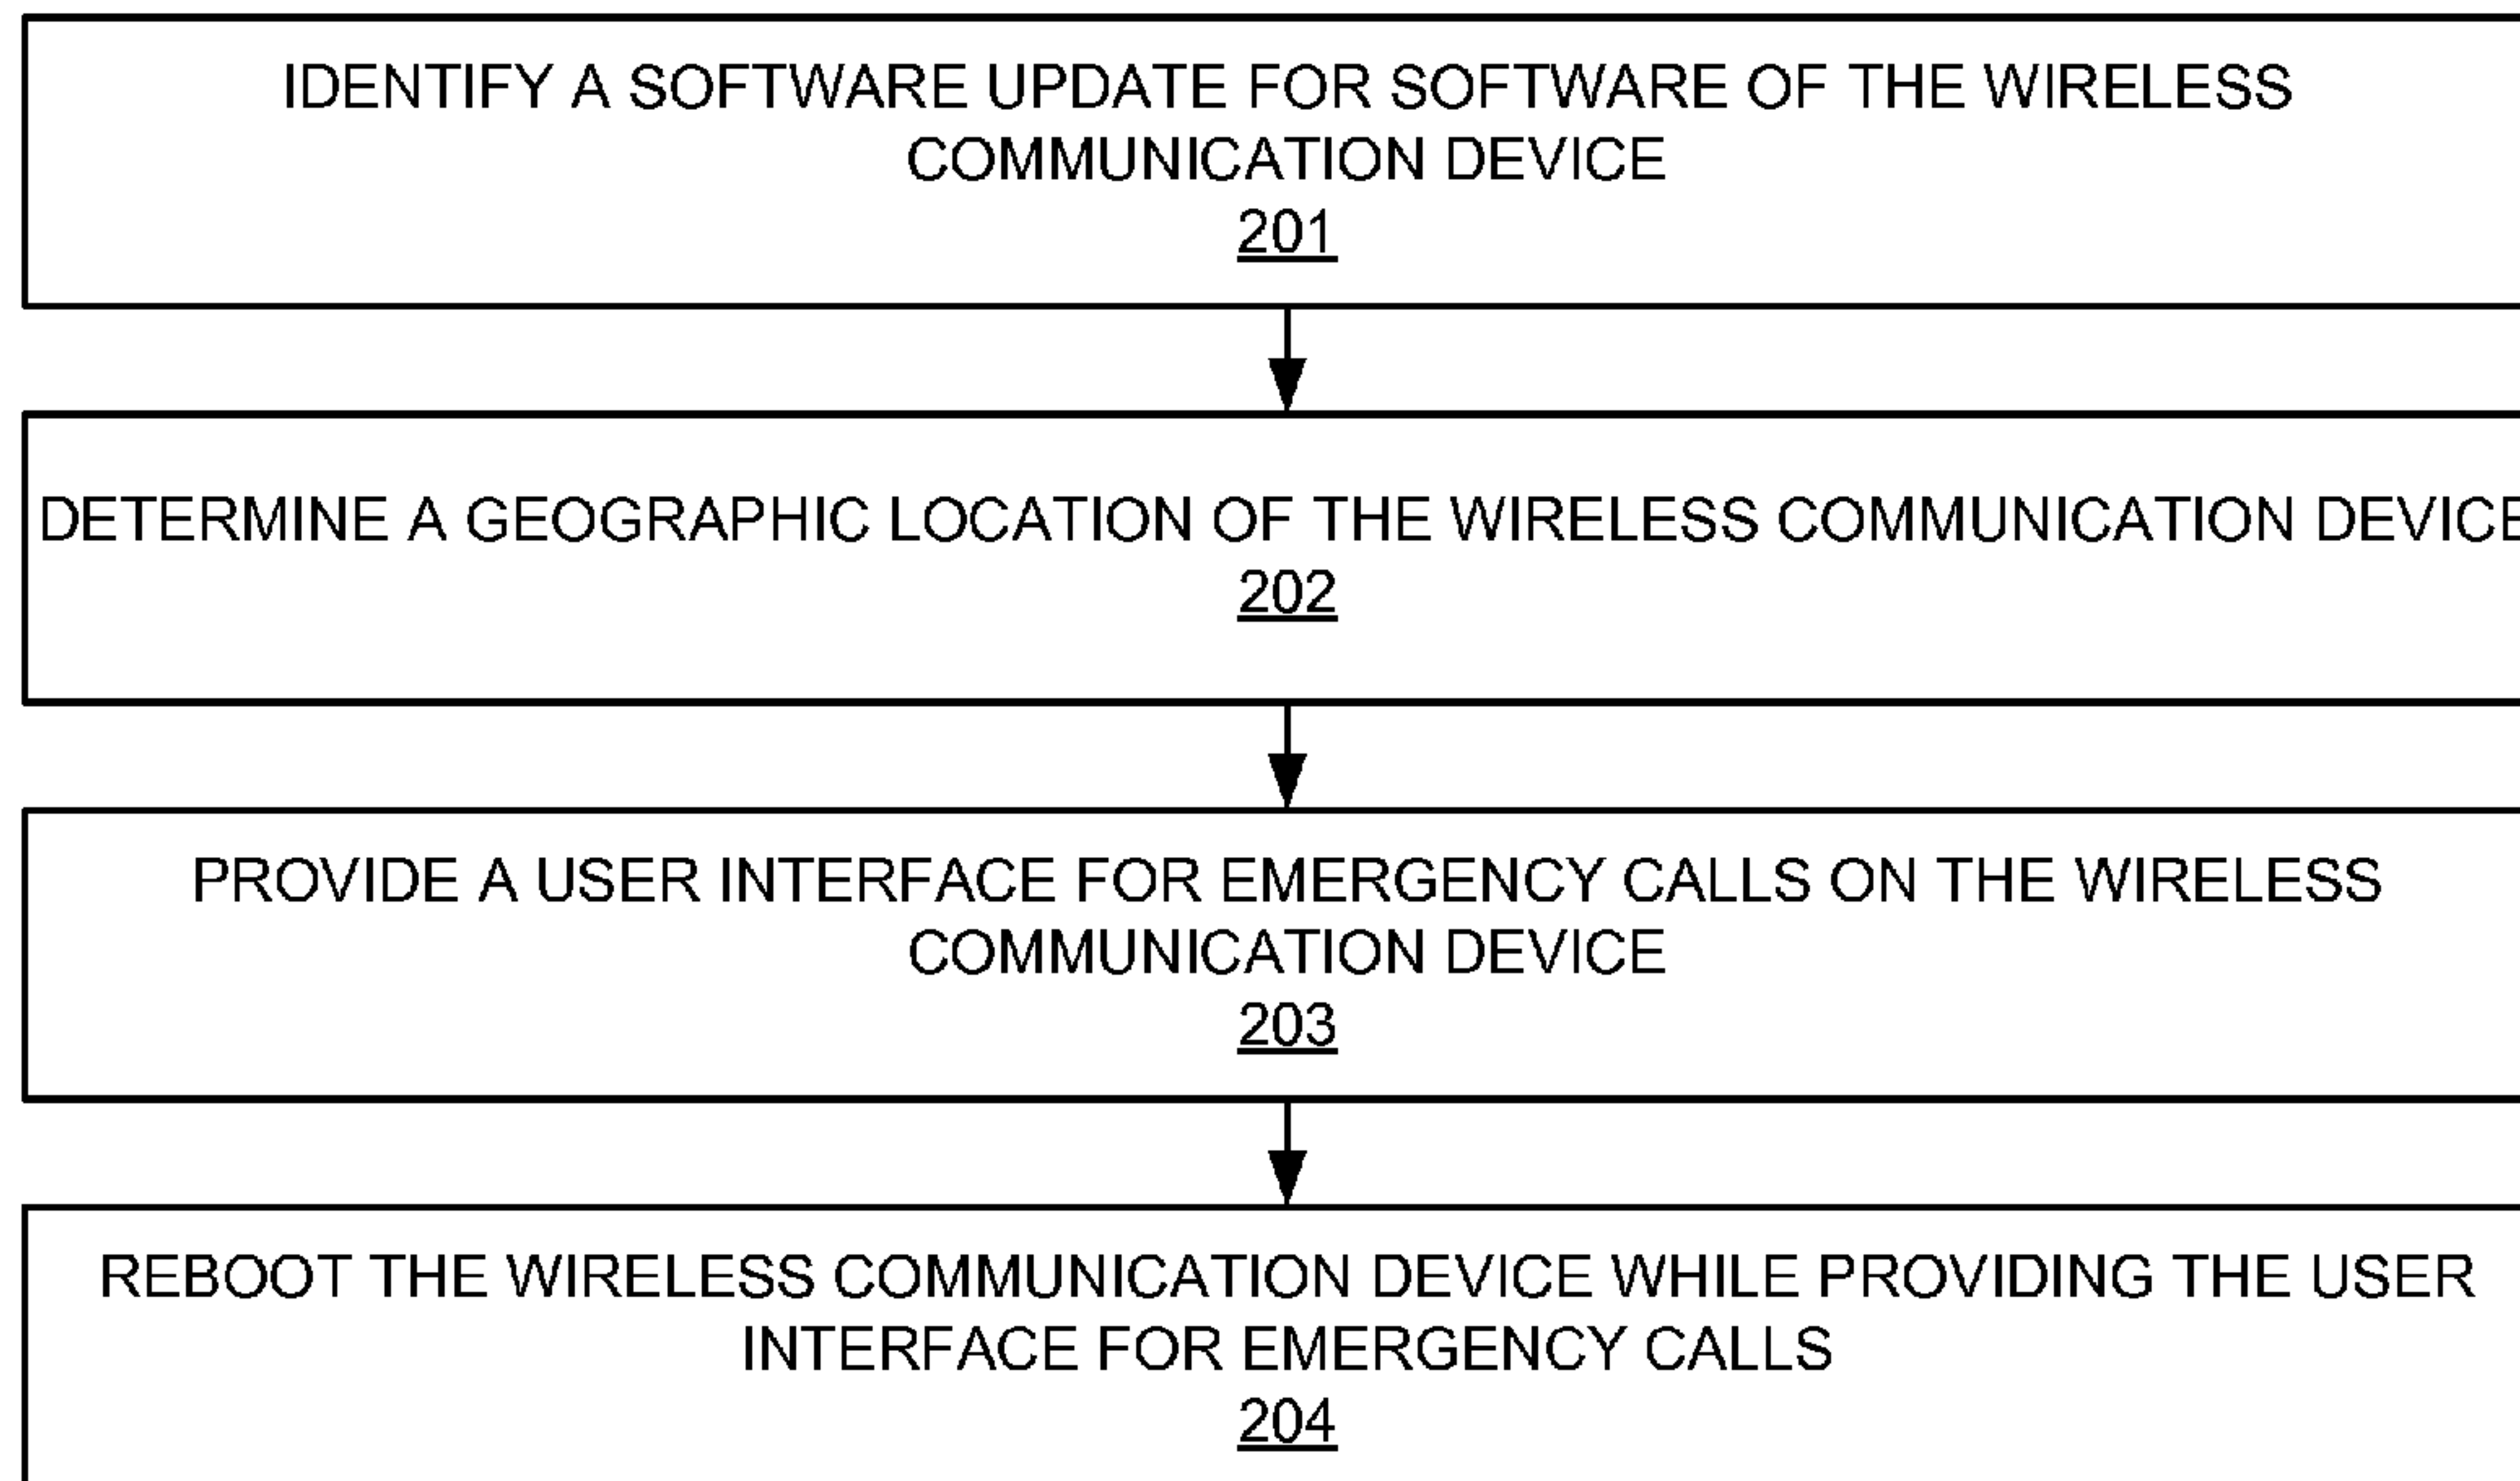 IDENTIFY A SOFTWARE UPDATE FOR SOFTWARE OF THE WIRELESS
COMMUNICATION DEVICE
201
DETERMINE A GEOGRAPHIC LOCATION OF THE WIRELESS COMMUNICATION DEVICE
202
PROVIDE A USER INTERFACE FOR EMERGENCY CALLS ON THE WIRELESS
COMMUNICATION DEVICE
203
REBOOT THE WIRELESS COMMUNICATION DEVICE WHILE PROVIDING THE USER
INTERFACE FOR EMERGENCY CALLS
204